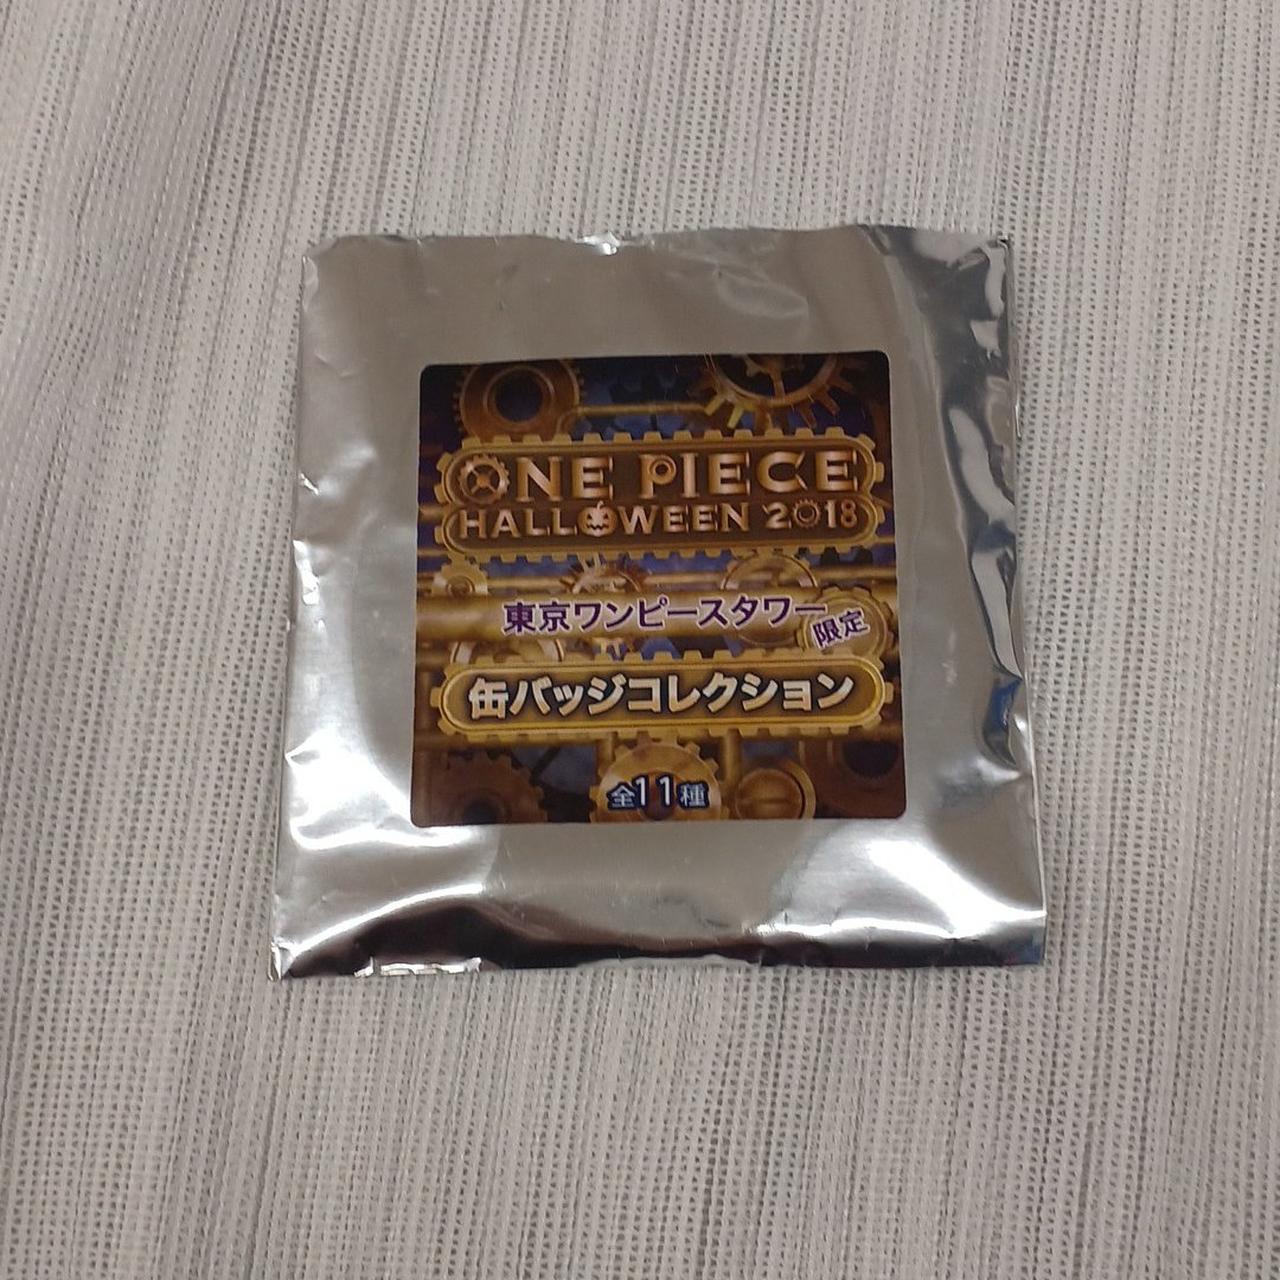 ONE PIECE
HALLOWEEN 2018
東京ワンピースタワー
限定
缶バッジコレクション
全11種